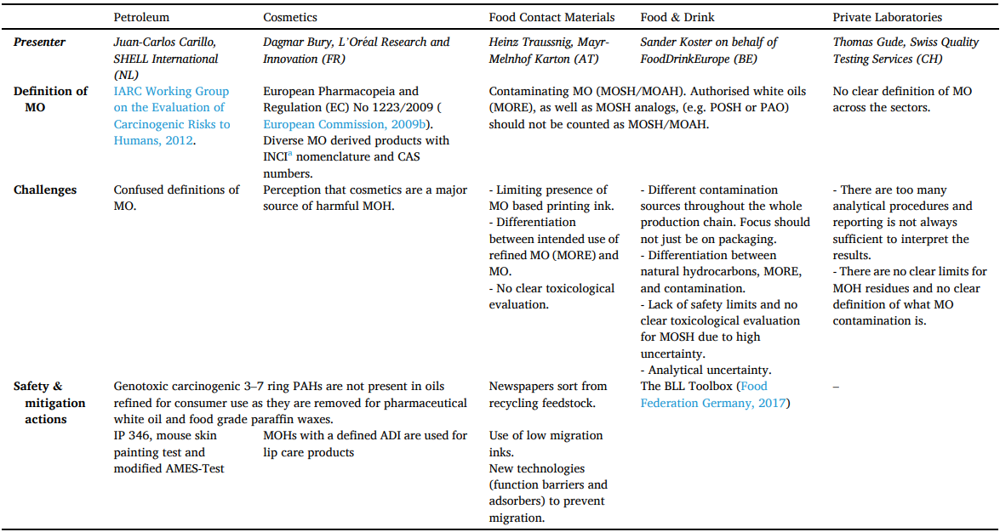 Petroleum
Cosmetics
Food Contact Materials
Food & Drink
Private Laboratories
Presenter
Juan-Carlos Carillo,
SHELL International
(NL)
Dagmar Bury, L'Oréal Research and
Innovation (FR)
Heinz Traussnig, Mayr-
Melnhof Karton (AT)
Sander Koster on behalf of
FoodDrinkEurope (BE)
Thomas Gude, Swiss Quality
Testing Services (CH)
Definition of
MO
IARC Working Group
on the Evaluation of
Carcinogenic Risks to
Humans, 2012.
European Pharmacopeia and
Regulation (EC) No 1223/2009 (
European Commission, 2009b).
Diverse MO derived products with
INCIa nomenclature and CAS
numbers.
Contaminating MO (MOSH/MOAH). Authorised white oils
(MORE), as well as MOSH analogs, (e.g. POSH or PAO)
should not be counted as MOSH/MOAH.
No clear definition of MO
across the sectors.
Challenges
Confused definitions of
MO.
Perception that cosmetics are a major
source of harmful MOH.
- Limiting presence of
MO based printing ink.
- Differentiation
between intended use of
refined MO (MORE) and
MO.
- No clear toxicological
evaluation.
- Different contamination
sources throughout the whole
production chain. Focus should
not just be on packaging.
- Differentiation between
natural hydrocarbons, MORE,
and contamination.
- Lack of safety limits and no
clear toxicological evaluation
for MOSH due to high
uncertainty.
- Analytical uncertainty.
- There are too many
analytical procedures and
reporting is not always
sufficient to interpret the
results.
- There are no clear limits for
MOH residues and no clear
definition of what MO
contamination is.
Safety &
mitigation
actions
Genotoxic carcinogenic 3–7 ring PAHs are not present in oils
refined for consumer use as they are removed for pharmaceutical
white oil and food grade paraffin waxes.
Newspapers sort from
recycling feedstock.
The BLL Toolbox (Food
Federation Germany, 2017)
–
IP 346, mouse skin
painting test and
modified AMES-Test
MOHs with a defined ADI are used for
lip care products
Use of low migration
inks.
New technologies
(function barriers and
adsorbers) to prevent
migration.